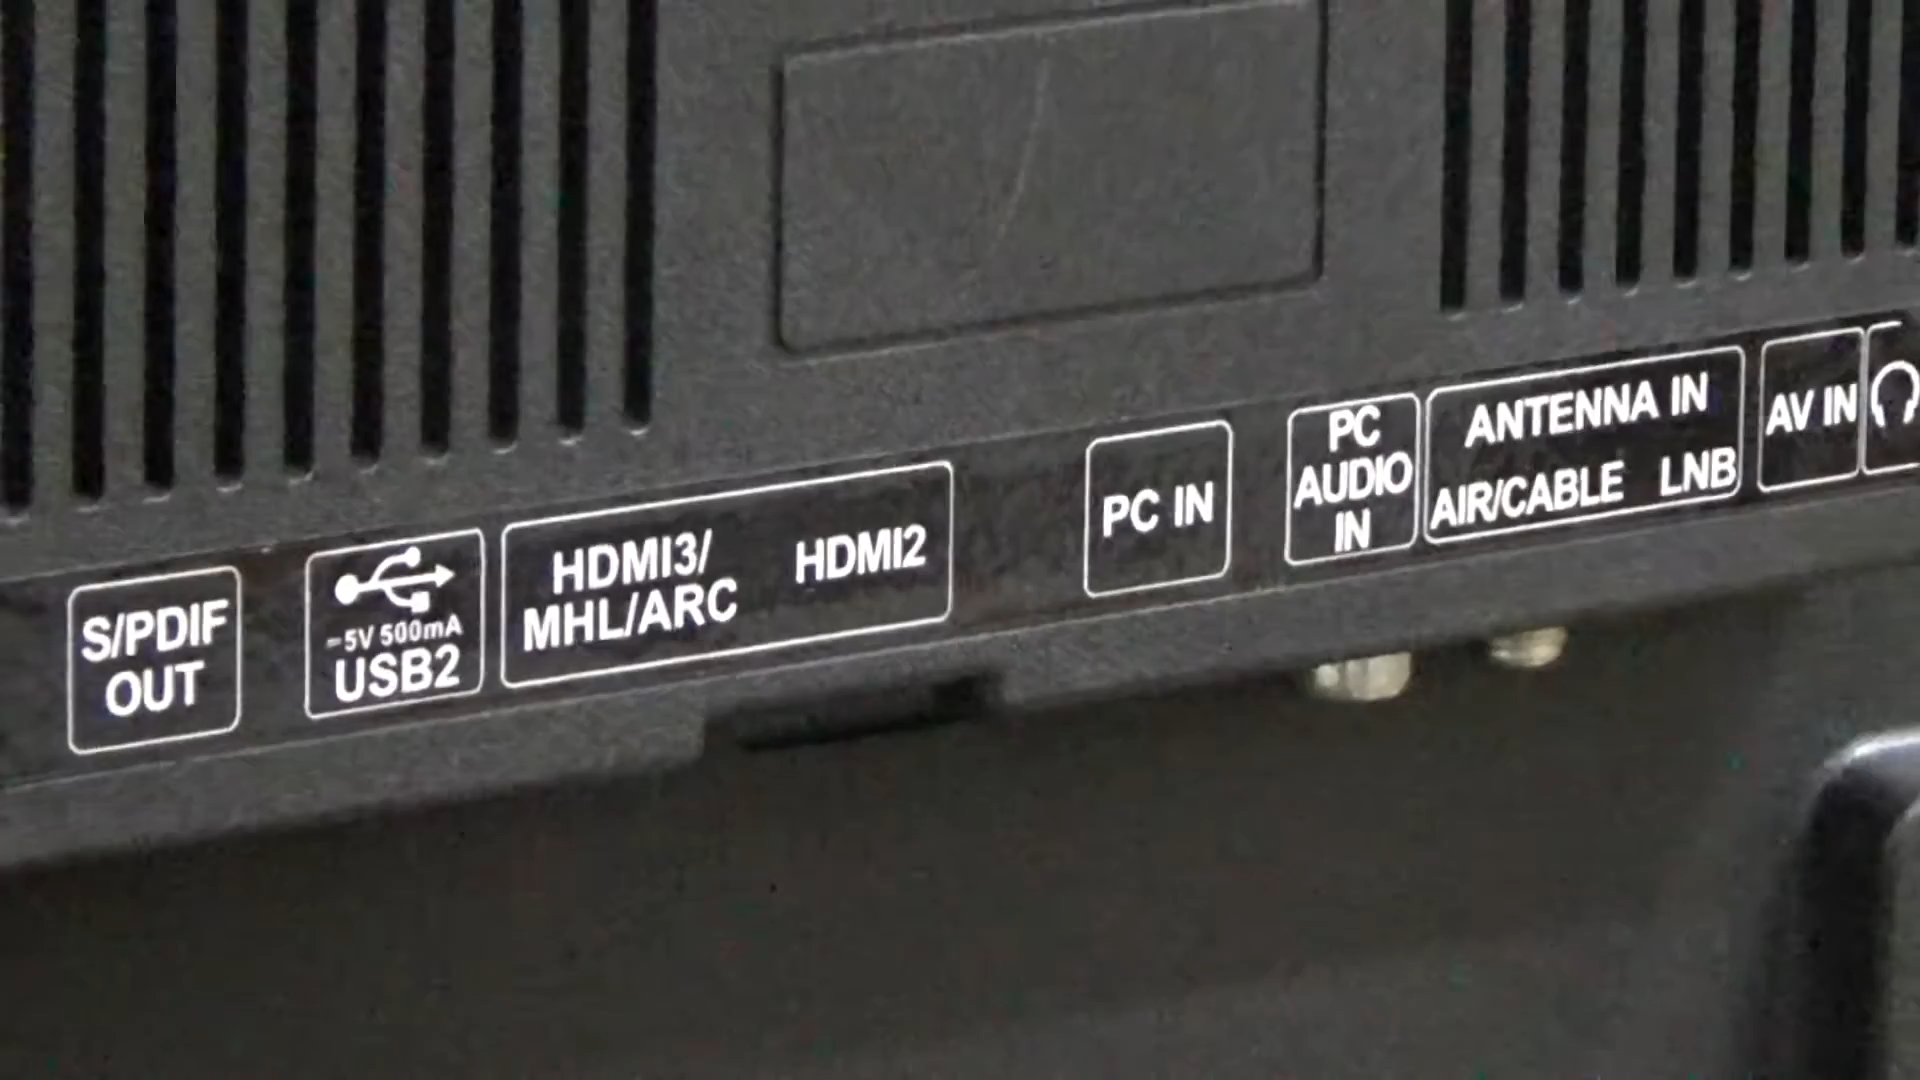 S/PDIF
OUT
⎓5V 500mA
USB2
HDMI3/
MHL/ARC
HDMI2
PC IN
PC
AUDIO
IN
ANTENNA IN
AIR/CABLE LNB
AV IN